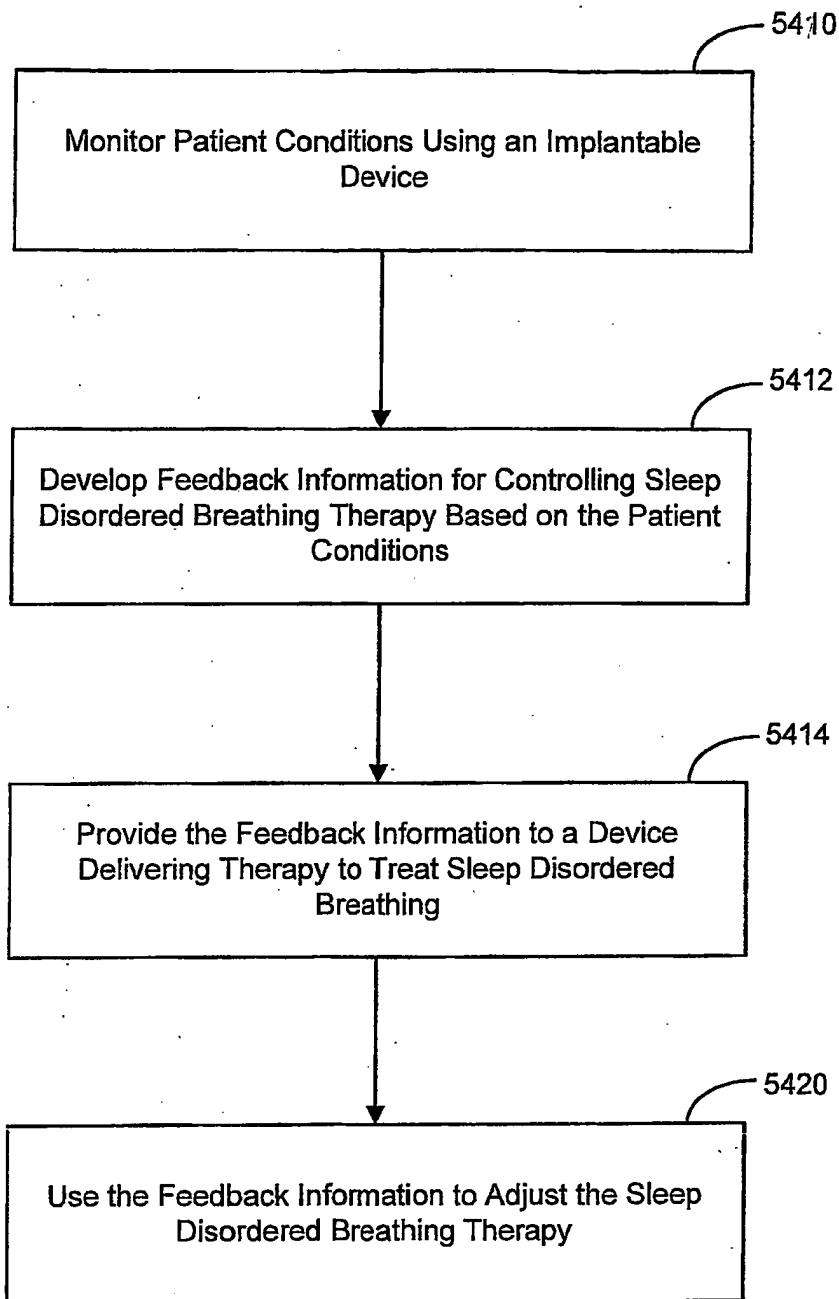 5410
Monitor Patient Conditions Using an Implantable
Device
5412
Develop Feedback Information for Controlling Sleep
Disordered Breathing Therapy Based on the Patient
Conditions
5414
Provide the Feedback Information to a Device
Delivering Therapy to Treat Sleep Disordered
Breathing
5420
Use the Feedback Information to Adjust the Sleep
Disordered Breathing Therapy